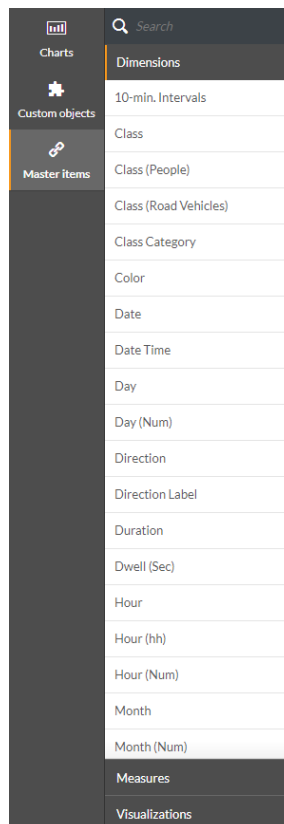 Charts
Custom objects
Master items
Search
Dimensions
10-min. Intervals
Class
Class (People)
Class (Road Vehicles)
Class Category
Color
Date
Date Time
Day
Day (Num)
Direction
Direction Label
Duration
Dwell (Sec)
Hour
Hour (hh)
Hour (Num)
Month
Month (Num)
Measures
Visualizations